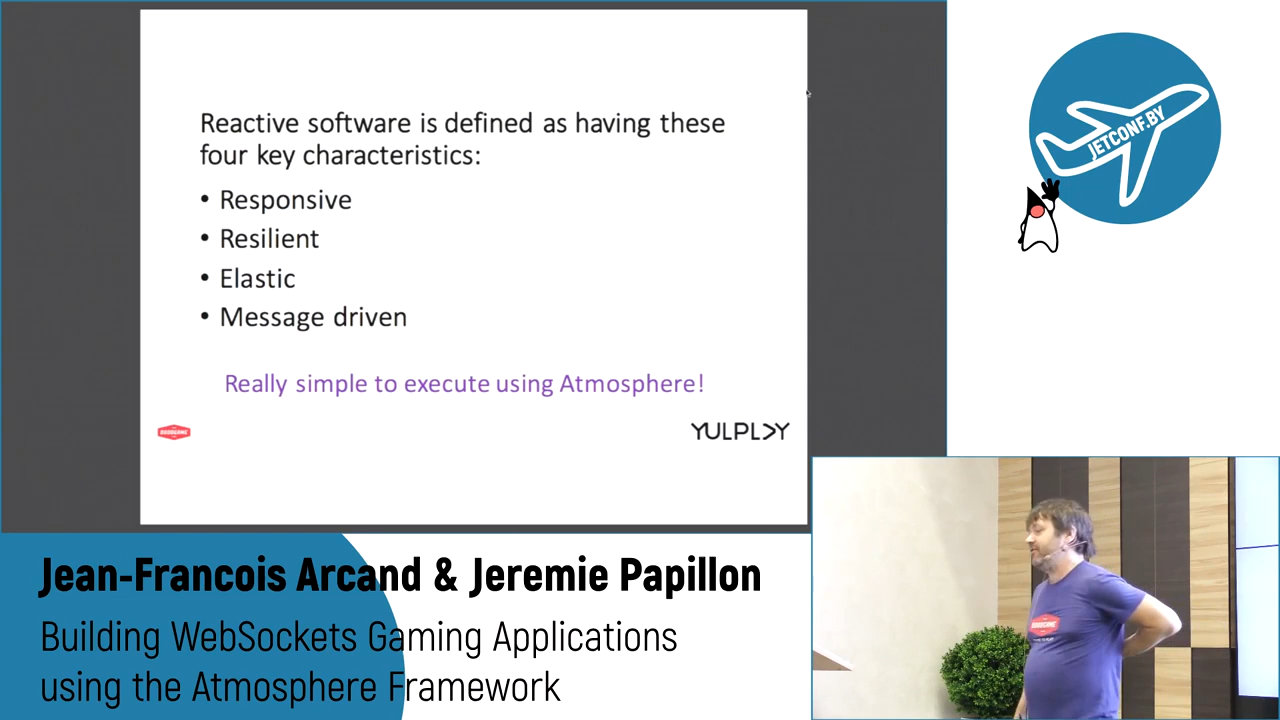 Reactive software is defined as having these
four key characteristics:
• Responsive
• Resilient
• Elastic
• Message driven
Really simple to execute using Atmosphere!
YULPLAY
JETCONF.BY
Jean-Francois Arcand & Jeremie Papillon
Building WebSockets Gaming Applications
using the Atmosphere Framework